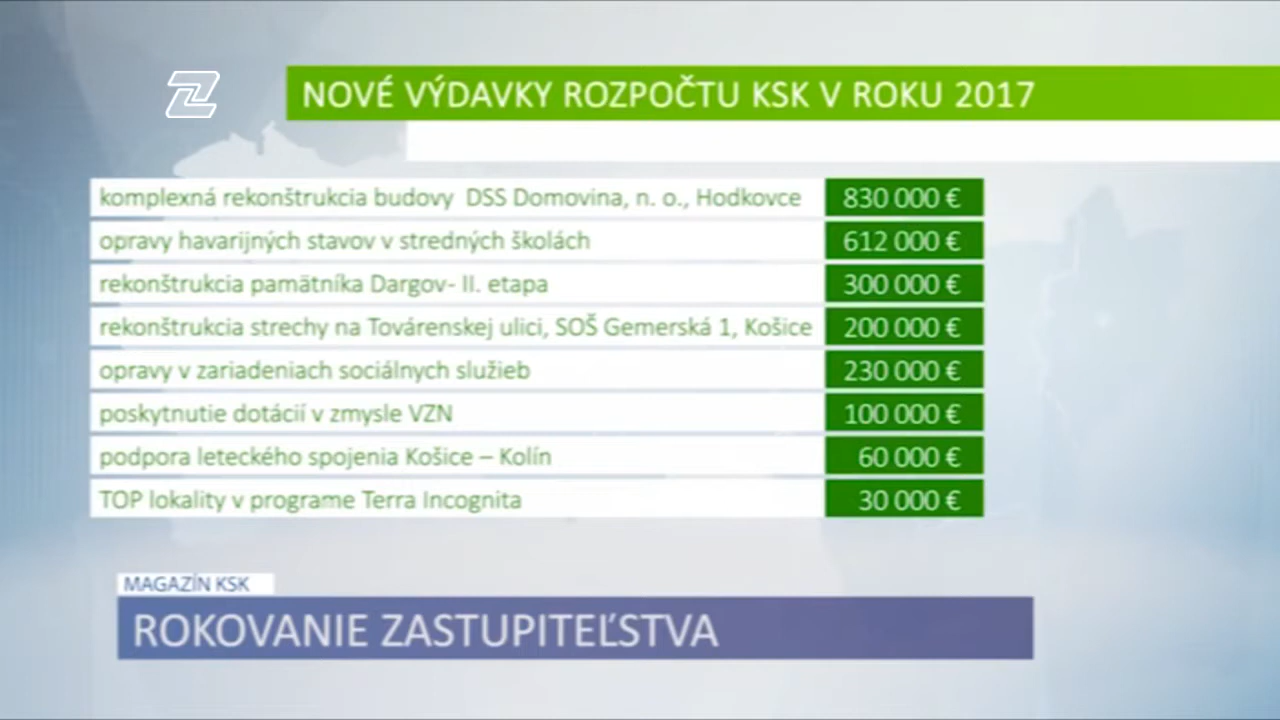 NOVÉ VÝDAVKY ROZPOČTU KSK V ROKU 2017
komplexná rekonštrukcia budovy DSS Domovina, n. o., Hodkovce 830 000 €
opravy havarijných stavov v stredných školách 612 000 €
rekonštrukcia pamätníka Dargov- II. etapa 300 000 €
rekonštrukcia strechy na Továrenskej ulici, SOŠ Gemerská 1, Košice 200 000 €
opravy v zariadeniach sociálnych služieb 230 000 €
poskytnutie dotácií v zmysle VZN 100 000 €
podpora leteckého spojenia Košice – Kolín 60 000 €
TOP lokality v programe Terra Incognita 30 000 €
MAGAZÍN KSK
ROKOVANIE ZASTUPITEĽSTVA